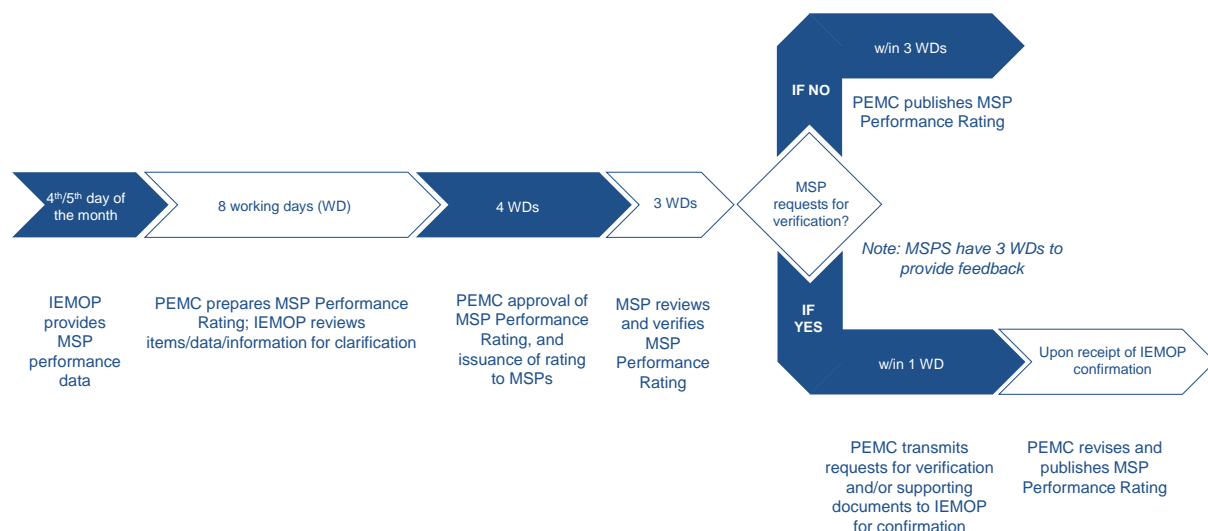 w/in 3 WDs
IF NO
PEMC publishes MSP
Performance Rating
4th/5th day of
the month
8 working days (WD)
4 WDs
3 WDs
MSP
requests for
verification?
Note: MSPS have 3 WDs to
provide feedback
IEMOP
provides
MSP
performance
data
PEMC prepares MSP Performance
Rating; IEMOP reviews
items/data/information for clarification
PEMC approval of
MSP Performance
Rating, and
issuance of rating
to MSPs
MSP reviews
and verifies
MSP
Performance
Rating
IF
YES
w/in 1 WD
Upon receipt of IEMOP
confirmation
PEMC transmits
requests for verification
and/or supporting
documents to IEMOP
for confirmation
PEMC revises and
publishes MSP
Performance Rating